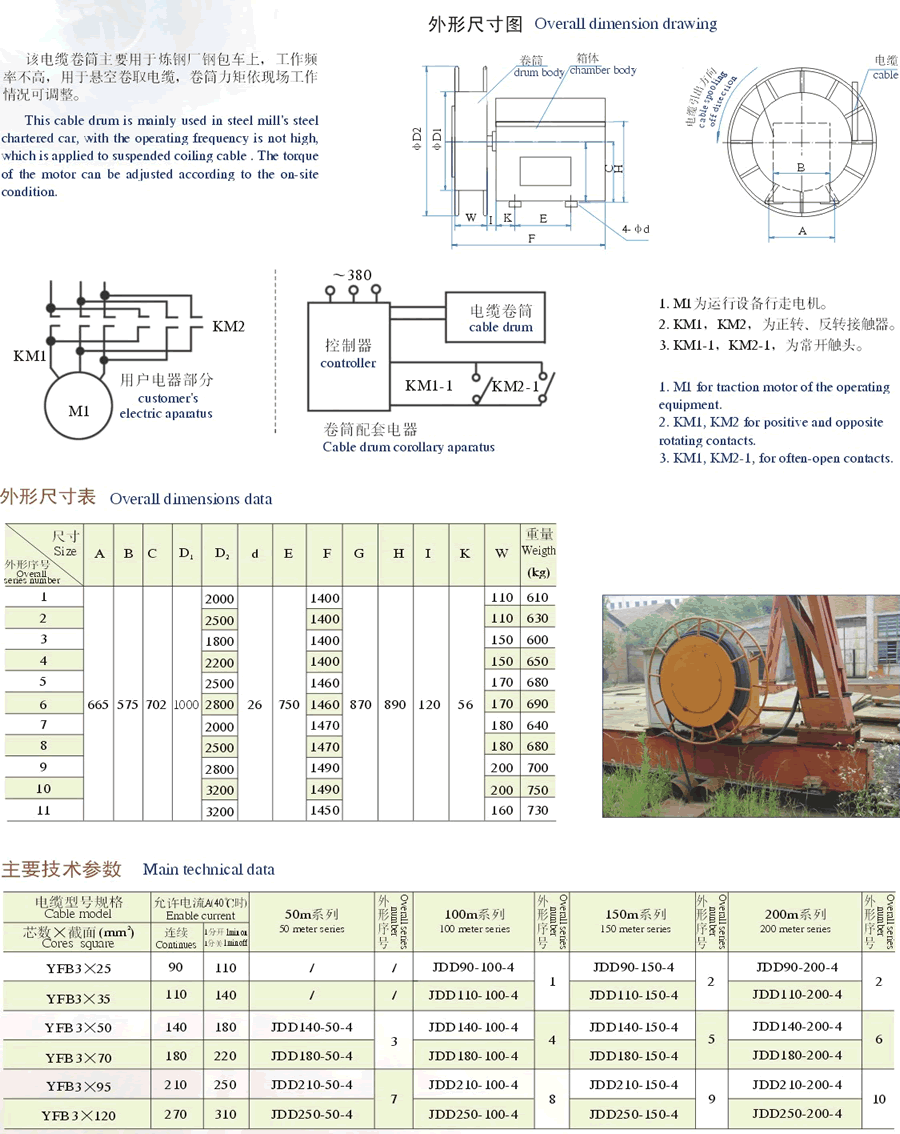 该电缆卷筒主要用于炼钢厂钢包车上，工作频
率不高，用于悬空卷取电缆，卷筒力矩依现场工作
情况可调整。
This cable drum is mainly used in steel mill's steel
chartered car, with the operating frequency is not high,
which is applied to suspended coiling cable . The torque
of the motor can be adjusted according to the on-site
condition.
外形尺寸图 Overall dimension drawing
卷筒
drum body
箱体
chamber body
电缆
cable
电缆引出方向
cable spooling
off direction
φD2
φD1
C
H
W
I
K
E
F
4- φd
B
A
KM1
KM2
M1
用户电器部分
customer's
electric aparatus
～380
控制器
controller
电缆卷筒
cable drum
KM1-1
KM2-1
卷筒配套电器
Cable drum corollary aparatus
1. M1为运行设备行走电机。
2. KM1，KM2，为正转、反转接触器。
3. KM1-1，KM2-1，为常开触头。
1. M1 for traction motor of the operating
equipment.
2. KM1, KM2 for positive and opposite
rotating contacts.
3. KM1, KM2-1, for often-open contacts.
外形尺寸表 Overall dimensions data
尺寸
Size
外形序号
Overall
series number
A B C D1 D2 d E F G H I K W
重量
Weigth
(kg)
1 2000 1400 110 610
2 2500 1400 110 630
3 1800 1400 150 600
4 2200 1400 150 650
5 2500 1460 170 680
6 665 575 702 1000 2800 26 750 1460 870 890 120 56 170 690
7 2000 1470 180 640
8 2500 1470 180 680
9 2800 1490 200 700
10 3200 1490 200 750
11 3200 1450 160 730
主要技术参数 Main technical data
电缆型号规格
Cable model
芯数×截面(mm²)
Cores square
允许电流A(40℃时)
Enable current
连续
Continues
1分开 1min on
1分关 1min off
50m系列
50 meter series
外形序号
Overall series number
100m系列
100 meter series
外形序号
Overall series number
150m系列
150 meter series
外形序号
Overall series number
200m系列
200 meter series
外形序号
Overall series number
YFB3×25 90 110 / / JDD90-100-4 1 JDD90-150-4 2 JDD90-200-4 2
YFB3×35 110 140 / / JDD110-100-4 JDD110-150-4 JDD110-200-4
YFB3×50 140 180 JDD140-50-4 3 JDD140-100-4 4 JDD140-150-4 5 JDD140-200-4 6
YFB3×70 180 220 JDD180-50-4 JDD180-100-4 JDD180-150-4 JDD180-200-4
YFB3×95 210 250 JDD210-50-4 7 JDD210-100-4 8 JDD210-150-4 9 JDD210-200-4 10
YFB3×120 270 310 JDD250-50-4 JDD250-100-4 JDD250-150-4 JDD250-200-4